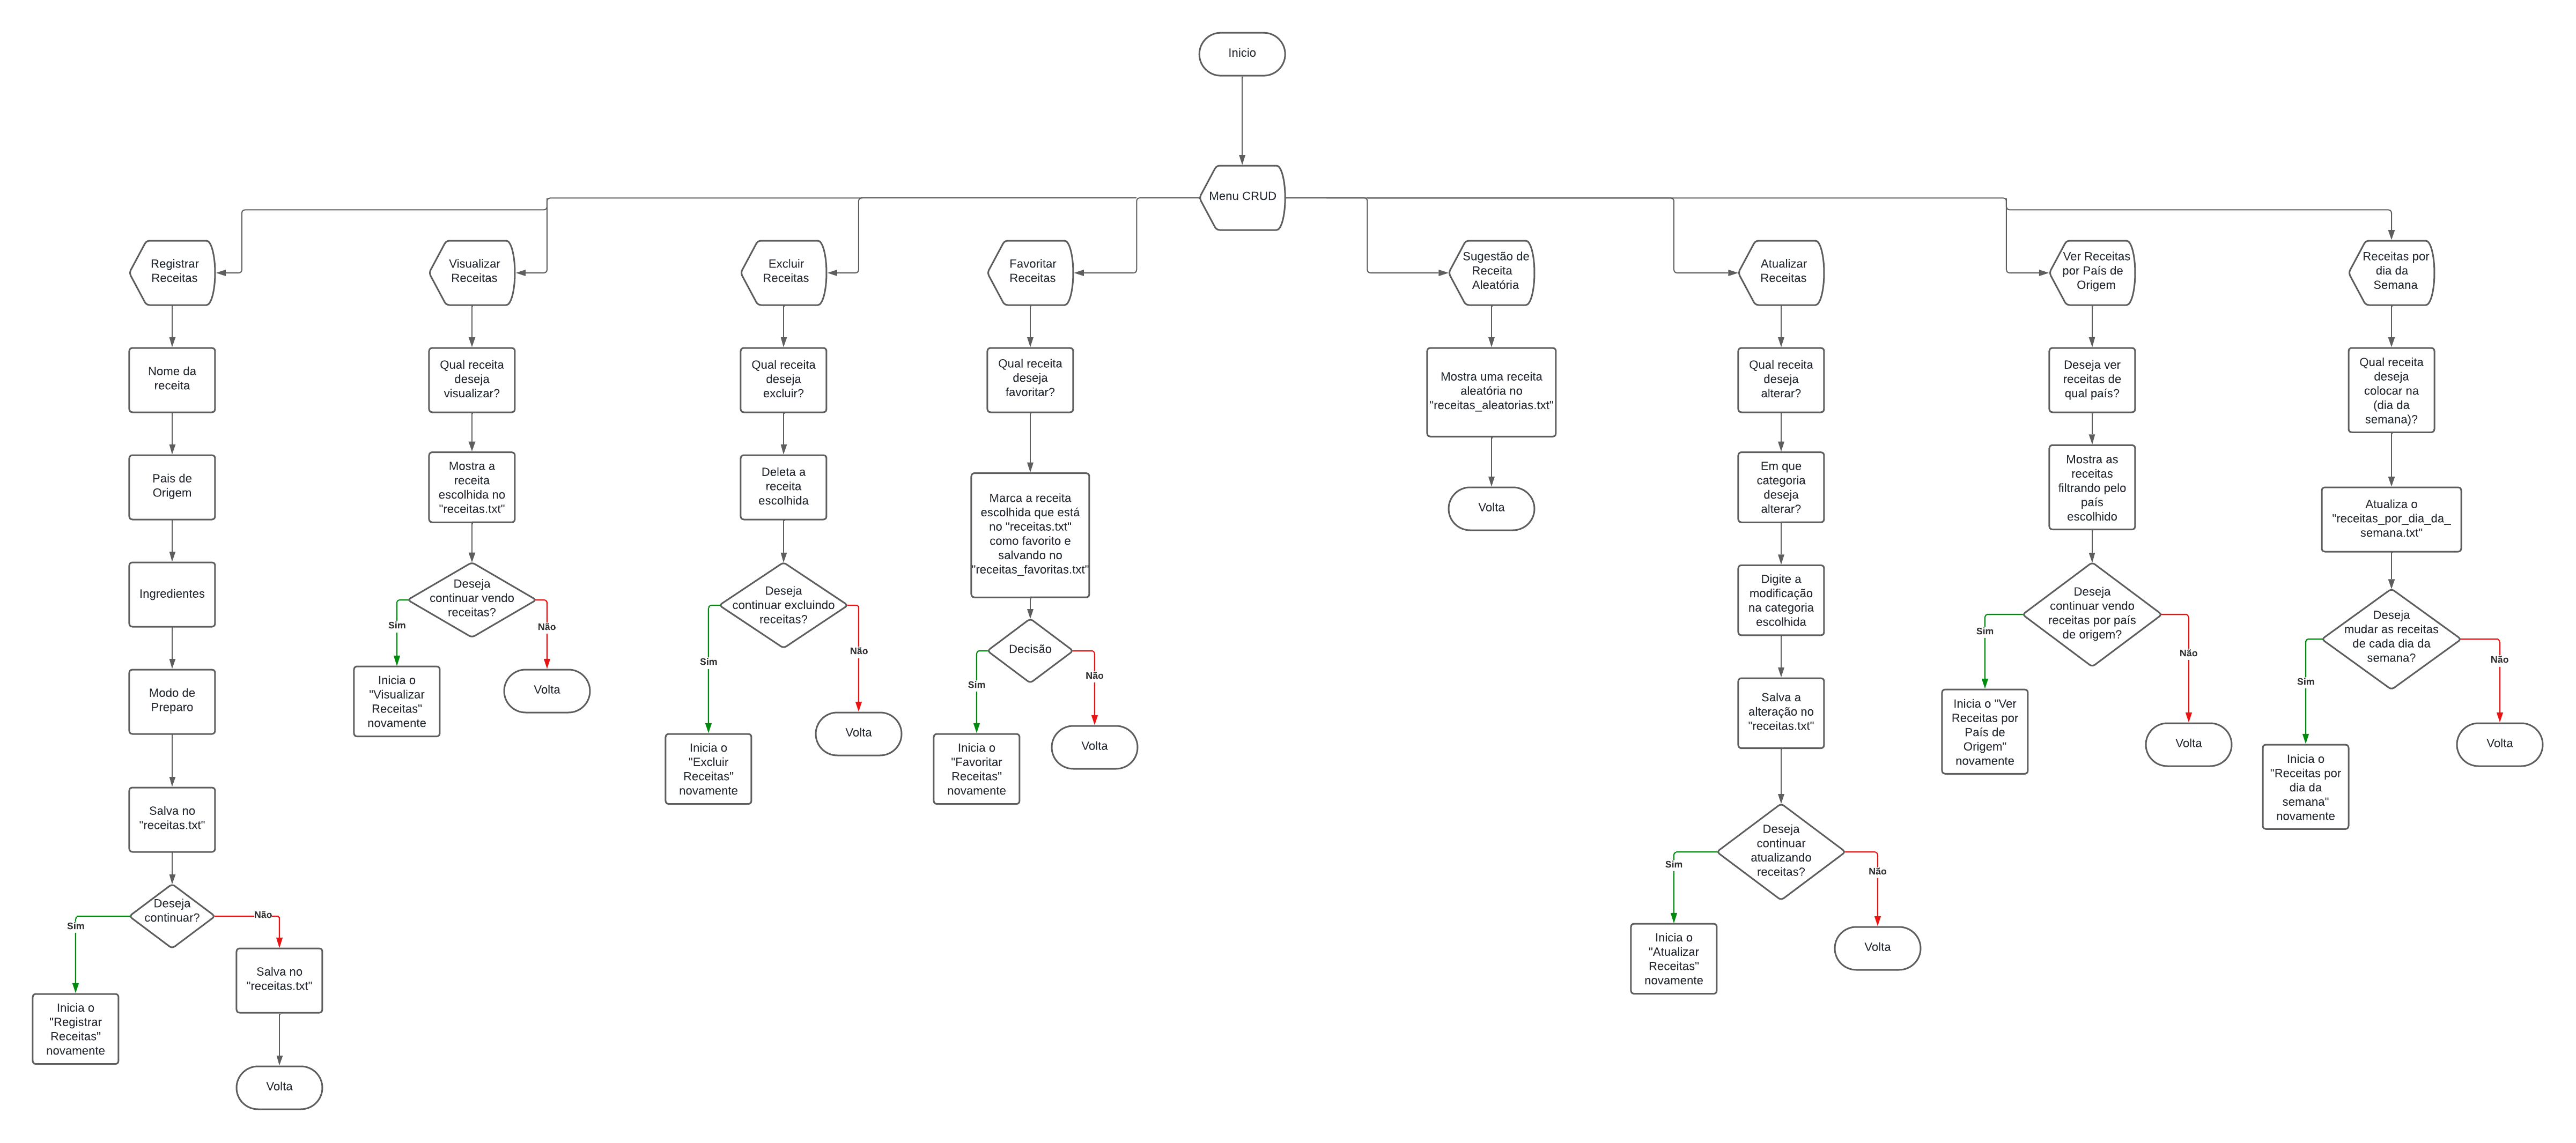 Inicio
Menu CRUD
Registrar
Receitas
Nome da
receita
Pais de
Origem
Ingredientes
Modo de
Preparo
Salva no
"receitas.txt"
Deseja
continuar?
Sim
Não
Inicia o
"Registrar
Receitas"
novamente
Salva no
"receitas.txt"
Volta
Visualizar
Receitas
Qual receita
deseja
visualizar?
Mostra a
receita
escolhida no
"receitas.txt"
Deseja
continuar vendo
receitas?
Sim
Não
Inicia o
"Visualizar
Receitas"
novamente
Volta
Excluir
Receitas
Qual receita
deseja
excluir?
Deleta a
receita
escolhida
Deseja
continuar excluindo
receitas?
Sim
Não
Inicia o
"Excluir
Receitas"
novamente
Volta
Favoritar
Receitas
Qual receita
deseja
favoritar?
Marca a receita
escolhida que está
no "receitas.txt"
como favorito e
salvando no
"receitas_favoritas.txt"
Decisão
Sim
Não
Inicia o
"Favoritar
Receitas"
novamente
Volta
Sugestão de
Receita
Aleatória
Mostra uma receita
aleatória no
"receitas_aleatorias.txt"
Volta
Atualizar
Receitas
Qual receita
deseja
alterar?
Em que
categoria
deseja
alterar?
Digite a
modificação
na categoria
escolhida
Salva a
alteração no
"receitas.txt"
Deseja
continuar
atualizando
receitas?
Sim
Não
Inicia o
"Atualizar
Receitas"
novamente
Volta
Ver Receitas
por País de
Origem
Deseja ver
receitas de
qual país?
Mostra as
receitas
filtrando pelo
país
escolhido
Deseja
continuar vendo
receitas por país
de origem?
Sim
Não
Inicia o "Ver
Receitas por
País de
Origem"
novamente
Volta
Receitas por
dia da
Semana
Qual receita
deseja
colocar na
(dia da
semana)?
Atualiza o
"receitas_por_dia_da_
semana.txt"
Deseja
mudar as receitas
de cada dia da
semana?
Sim
Não
Inicia o
"Receitas por
dia da
semana"
novamente
Volta